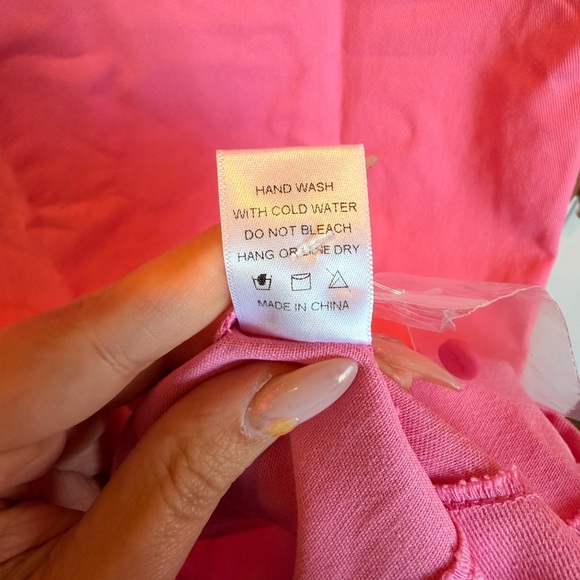 HAND WASH
WITH COLD WATER
DO NOT BLEACH
HANG OR LINE DRY
MADE IN CHINA